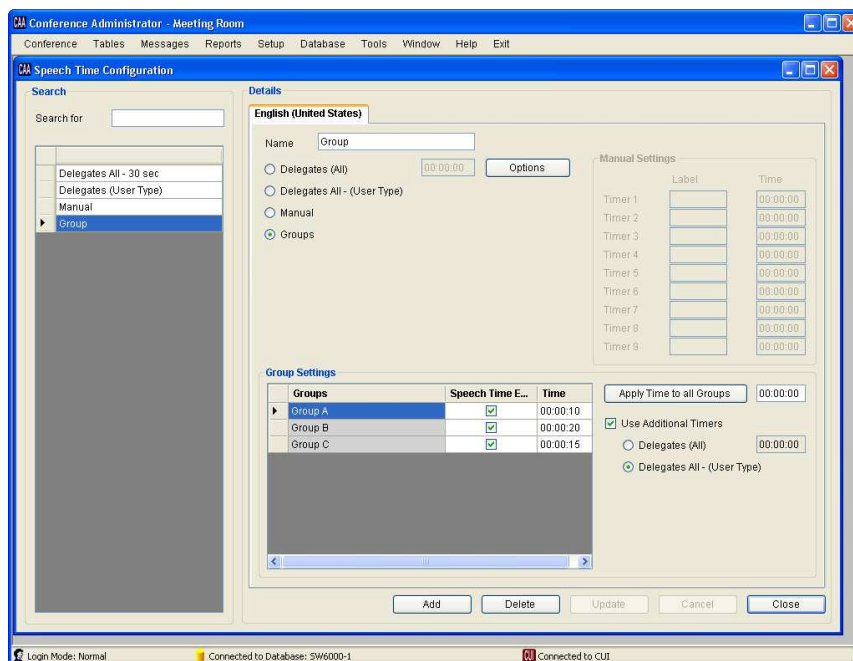 CAA Conference Administrator - Meeting Room
Conference Tables Messages Reports Setup Database Tools Window Help Exit
CAA Speech Time Configuration
Search
Search for
Delegates All - 30 sec
Delegates (User Type)
Manual
Group
Details
English (United States)
Name Group
Delegates (All) 00:00:00 Options
Delegates All - (User Type)
Manual
Groups
Manual Settings
Label Time
Timer 1 00:00:00
Timer 2 00:00:00
Timer 3 00:00:00
Timer 4 00:00:00
Timer 5 00:00:00
Timer 6 00:00:00
Timer 7 00:00:00
Timer 8 00:00:00
Timer 9 00:00:00
Group Settings
Groups Speech Time E... Time
Group A 00:00:10
Group B 00:00:20
Group C 00:00:15
Apply Time to all Groups 00:00:00
Use Additional Timers
Delegates (All) 00:00:00
Delegates All - (User Type)
Add Delete Update Cancel Close
Login Mode: Normal Connected to Database: SW6000-1 CUI Connected to CUI